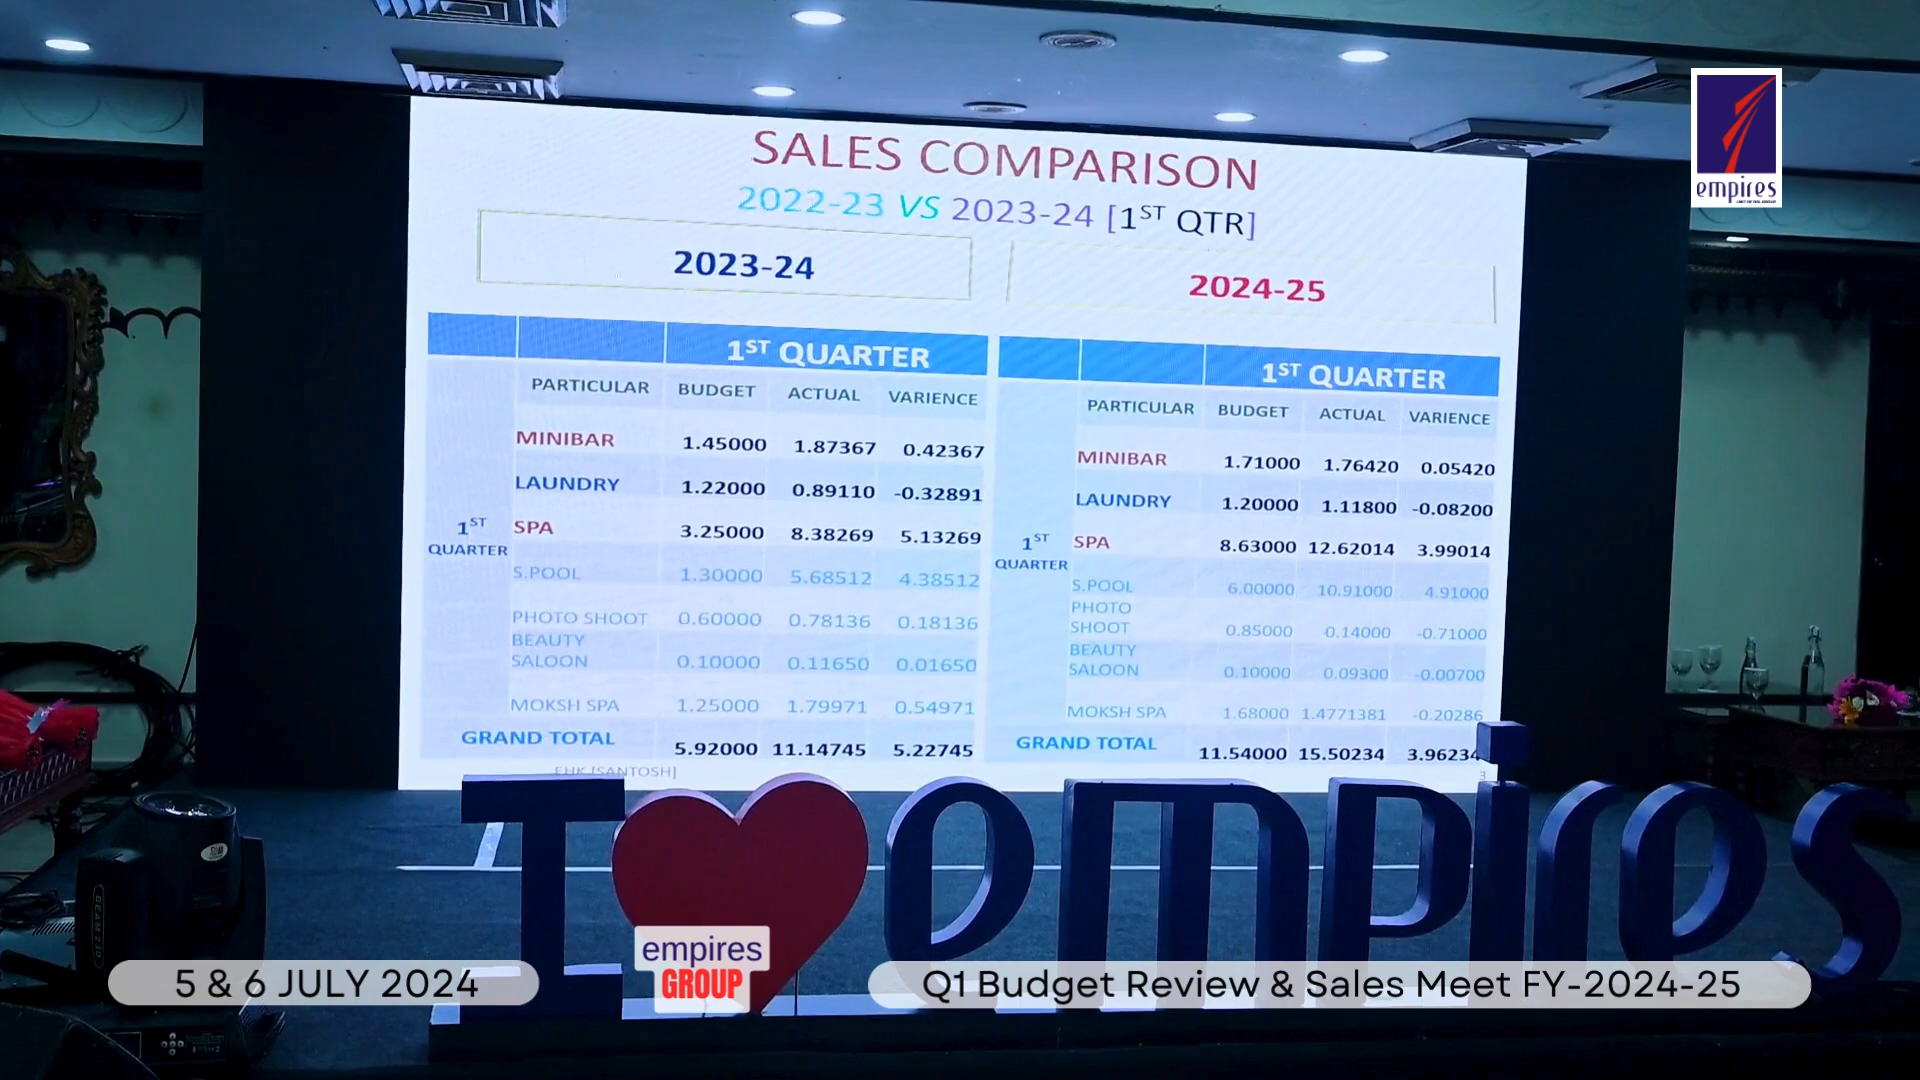 SALES COMPARISON
2022-23 VS 2023-24 [1ST QTR]
2023-24
2024-25
1ST QUARTER
PARTICULAR BUDGET ACTUAL VARIENCE
MINIBAR 1.45000 1.87367 0.42367
LAUNDRY 1.22000 0.89110 -0.32891
1ST
QUARTER
SPA 3.25000 8.38269 5.13269
S.POOL 1.30000 5.68512 4.38512
PHOTO SHOOT 0.60000 0.78136 0.18136
BEAUTY
SALOON 0.10000 0.11650 0.01650
MOKSH SPA 1.25000 1.79971 0.54971
GRAND TOTAL 5.92000 11.14745 5.22745
1ST QUARTER
PARTICULAR BUDGET ACTUAL VARIENCE
MINIBAR 1.71000 1.76420 0.05420
LAUNDRY 1.20000 1.11800 -0.08200
1ST
QUARTER
SPA 8.63000 12.62014 3.99014
S.POOL 6.00000 10.91000 4.91000
PHOTO
SHOOT 0.85000 0.14000 -0.71000
BEAUTY
SALOON 0.10000 0.09300 -0.00700
MOKSH SPA 1.68000 1.4771381 -0.20286
GRAND TOTAL 11.54000 15.50234 3.96234
EHK [SANTOSH]
3
empires
I empires
BEAM 230
5 & 6 JULY 2024
empires
GROUP
Q1 Budget Review & Sales Meet FY-2024-25